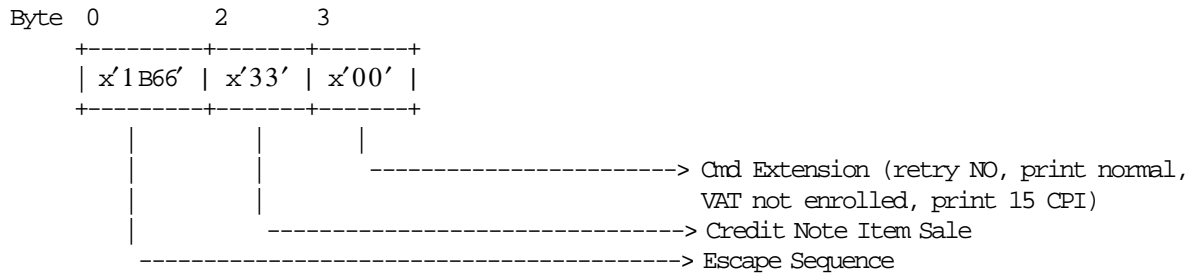 Byte 0 2 3
+---------+-------+-------+
| x′1B66′ | x′33′ | x′00′ |
+---------+-------+-------+
| | |
| | ------------------------> Cmd Extension (retry NO, print normal,
| | VAT not enrolled, print 15 CPI)
| --------------------------------> Credit Note Item Sale
------------------------------------------> Escape Sequence